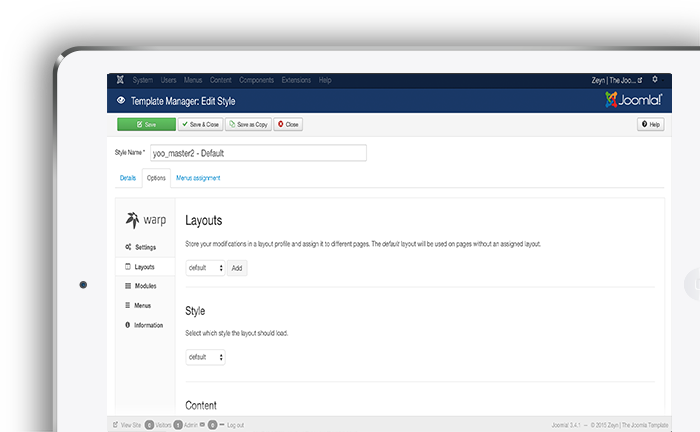 System Users Menus Content Components Extensions Help Zeyn | The Joo...
Template Manager: Edit Style Joomla!
Save Save & Close Save as Copy Close Help
Style Name * yoo_master2 - Default
Details Options Menus assignment
warp
Settings
Layouts
Modules
Menus
Information
Layouts
Store your modifications in a layout profile and assign it to different pages. The default layout will be used on pages without an assigned layout.
default Add
Style
Select which style the layout should load.
default
Content
View Site 0 Visitors 1 Admin 0 Log out Joomla! 3.4.1 — © 2015 Zeyn | The Joomla Template